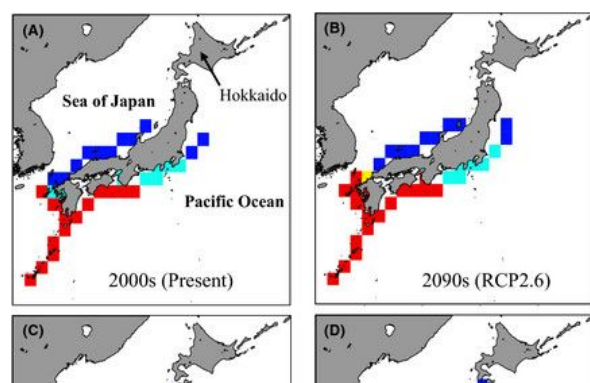 (A)
Hokkaido
Sea of Japan
Pacific Ocean
2000s (Present)
(B)
2090s (RCP2.6)
(C)
(D)